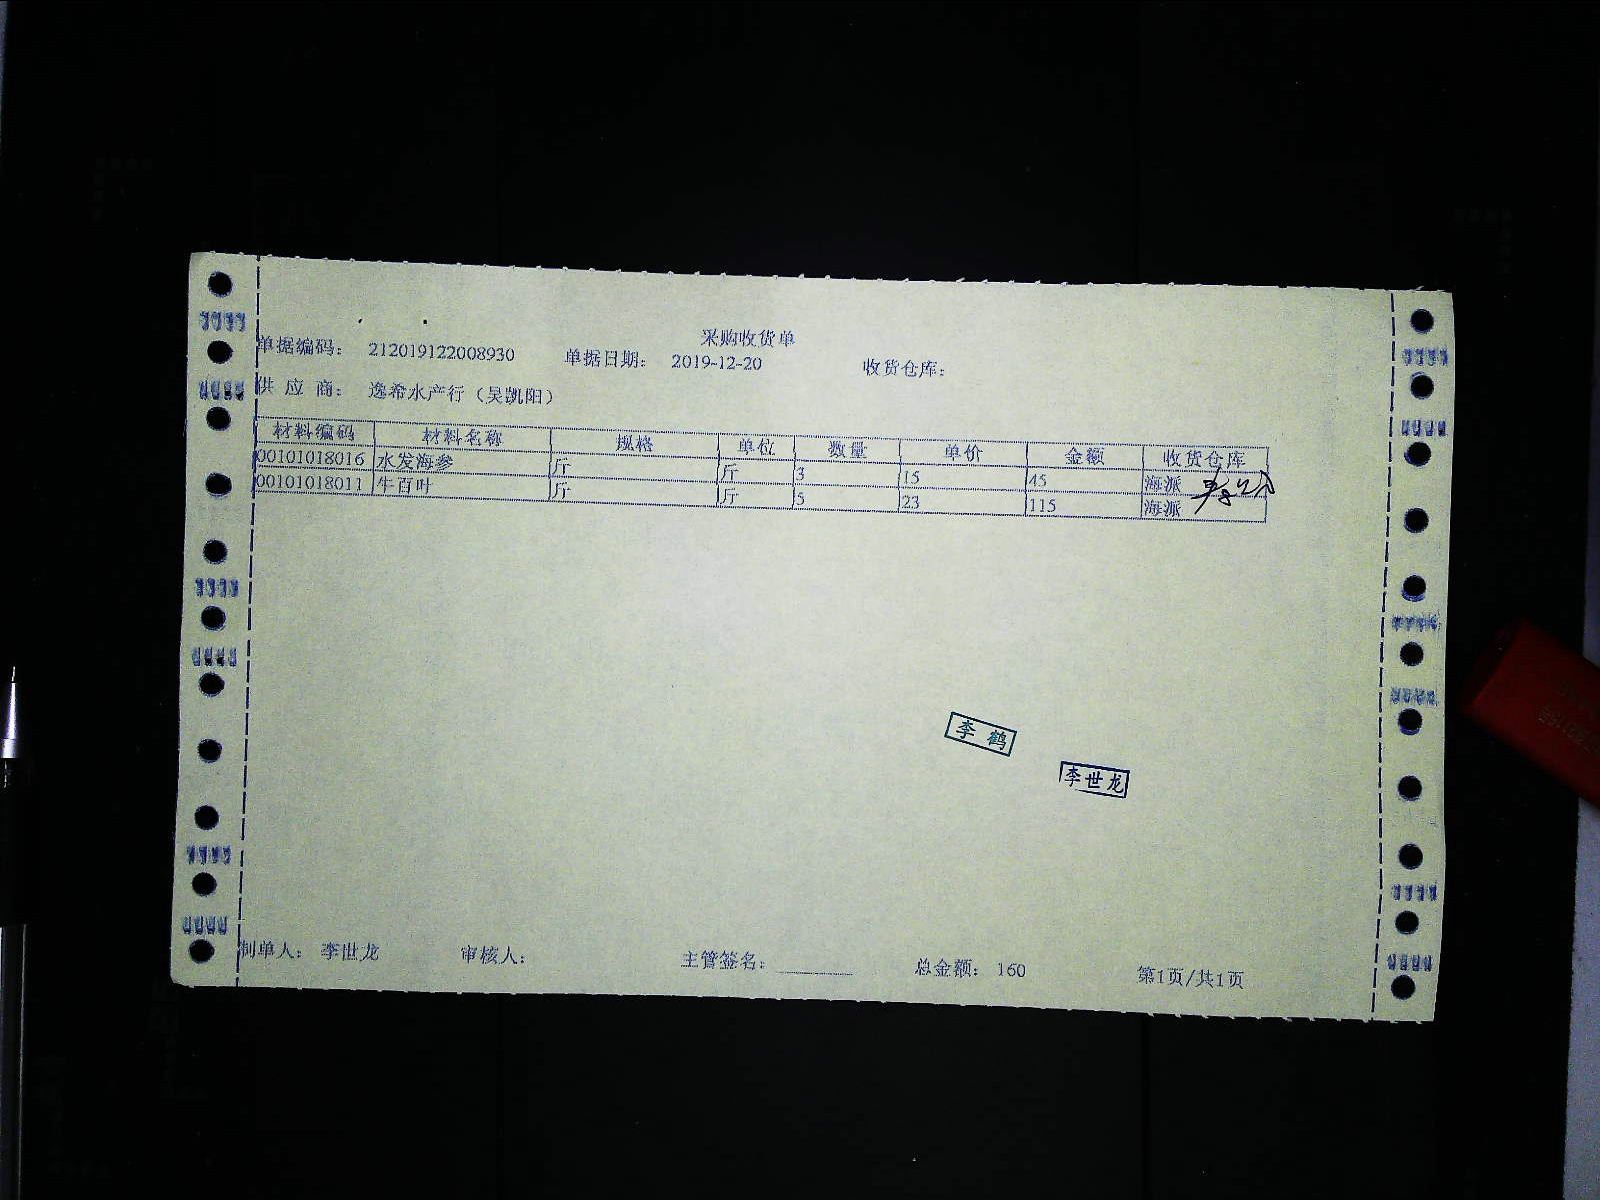 采购收货单
单据编码： 212019122008930 单据日期： 2019-12-20 收货仓库：
供 应 商： 逸希水产行（吴凯阳）
材料编码 材料名称 规格 单位 数量 单价 金额 收货仓库
00101018016 水发海参 斤 斤 3 15 45 海派
00101018011 牛百叶 斤 斤 5 23 115 海派
李 鹤
李世龙
制单人： 李世龙 审核人： 主管签名： 总金额： 160 第1页/共1页